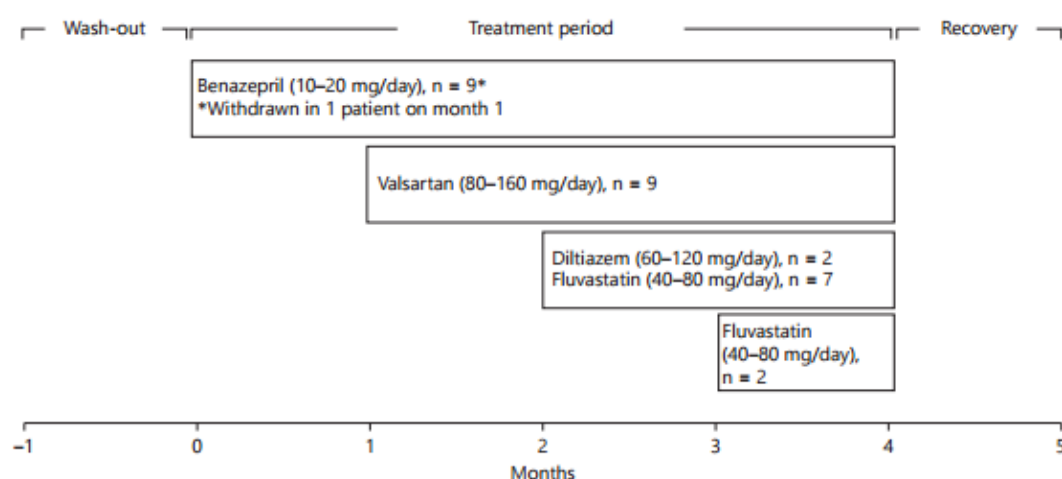 Wash-out Treatment period Recovery
Benazepril (10–20 mg/day), n = 9*
*Withdrawn in 1 patient on month 1
Valsartan (80–160 mg/day), n = 9
Diltiazem (60–120 mg/day), n = 2
Fluvastatin (40–80 mg/day), n = 7
Fluvastatin
(40–80 mg/day),
n = 2
–1 0 1 2 3 4 5
Months